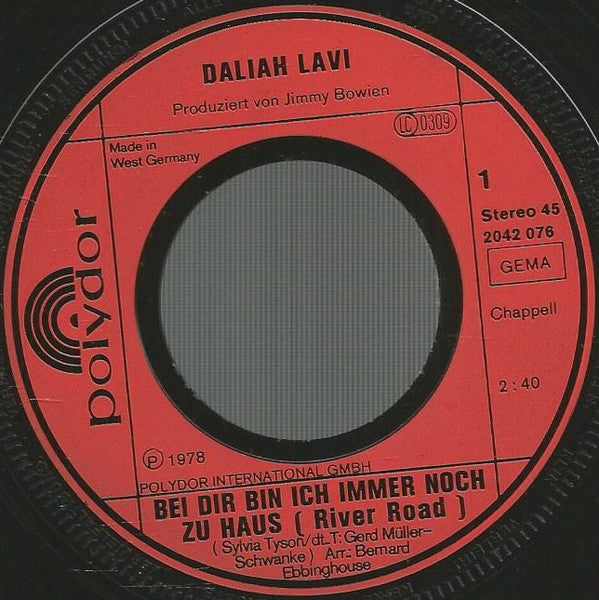 DALIAH LAVI
Produziert von Jimmy Bowien
LC 0309
Made in
West Germany
1
Stereo 45
2042 076
GEMA
Chappell
2:40
polydor
Ⓟ 1978
POLYDOR INTERNATIONAL GMBH
BEI DIR BIN ICH IMMER NOCH
ZU HAUS ( River Road )
( Sylvia Tyson/dt.T: Gerd Müller-
Schwanke) Arr.: Bernard
Ebbinghouse